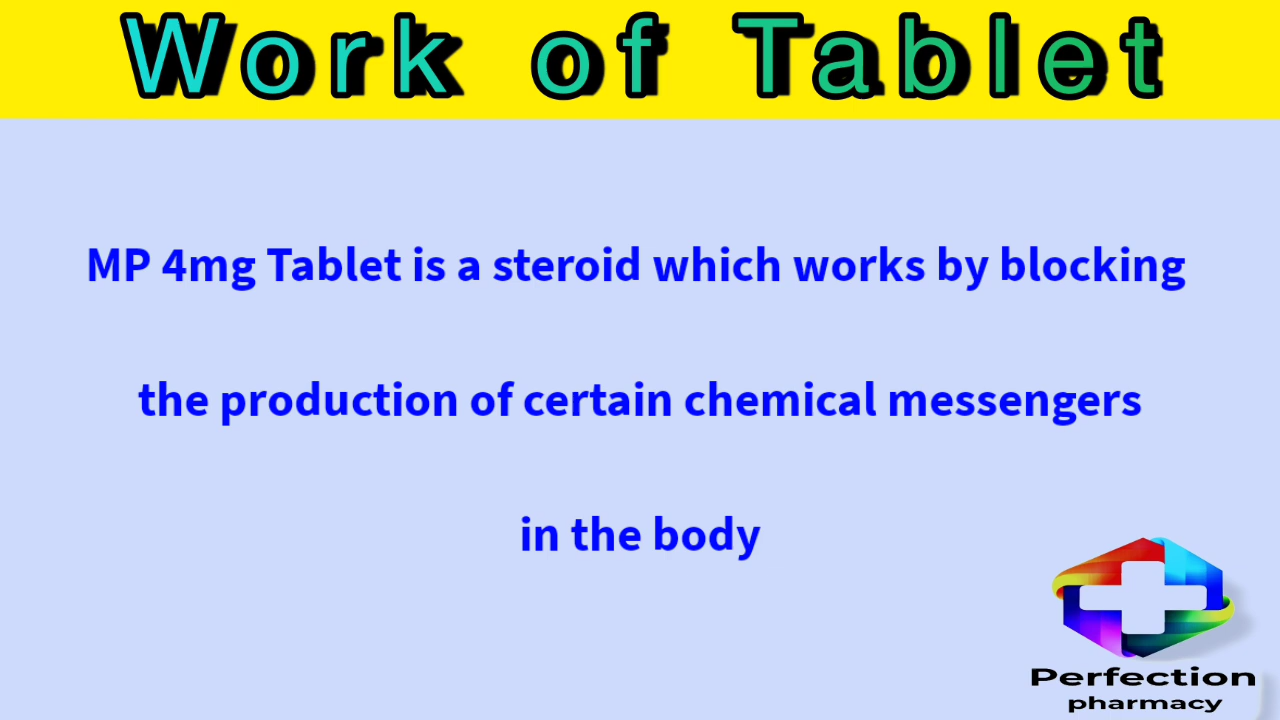 Work of Tablet
MP 4mg Tablet is a steroid which works by blocking
the production of certain chemical messengers
in the body
Perfection
pharmacy